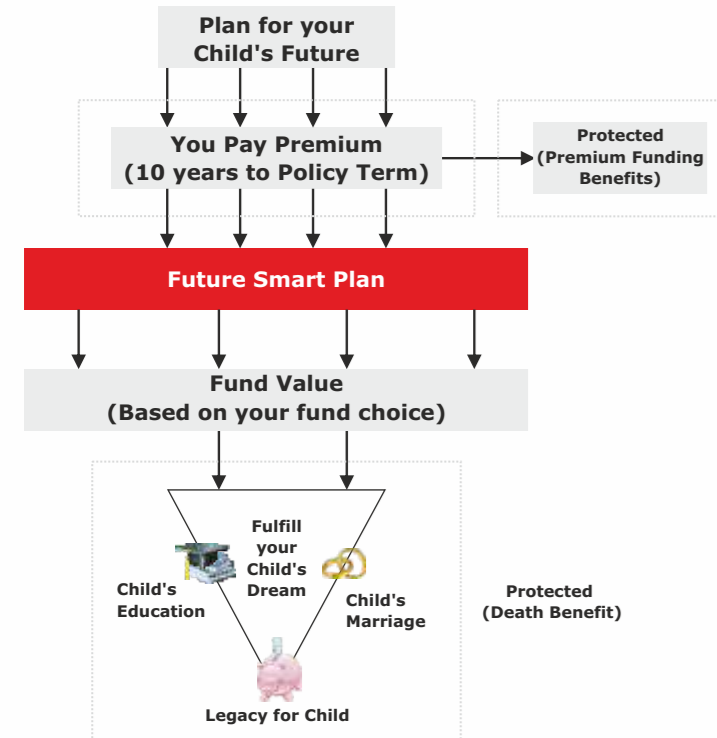 Plan for your
Child's Future
You Pay Premium
(10 years to Policy Term)
Protected
(Premium Funding
Benefits)
Future Smart Plan
Fund Value
(Based on your fund choice)
Fulfill
your
Child's
Dream
Child's
Education
Child's
Marriage
Protected
(Death Benefit)
Legacy for Child